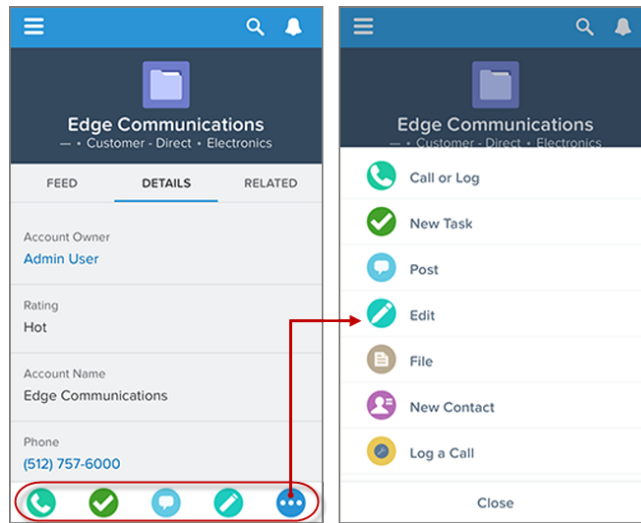 Edge Communications
— • Customer - Direct • Electronics
FEED DETAILS RELATED
Account Owner
Admin User
Rating
Hot
Account Name
Edge Communications
Phone
(512) 757-6000
Edge Communications
— • Customer - Direct • Electronics
Call or Log
New Task
Post
Edit
File
New Contact
Log a Call
Close